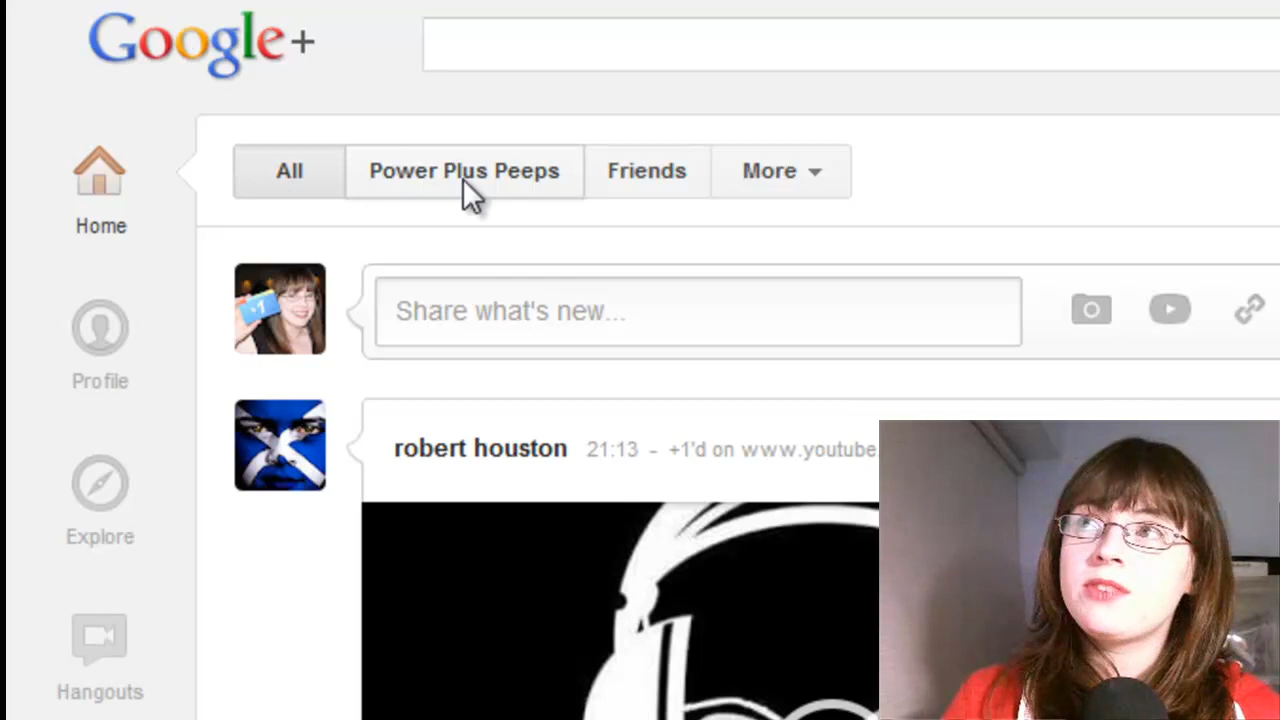 Google+
All
Power Plus Peeps
Friends
More
Home
Share what's new...
Profile
robert houston 21:13 - +1'd on www.youtube.
Explore
Hangouts